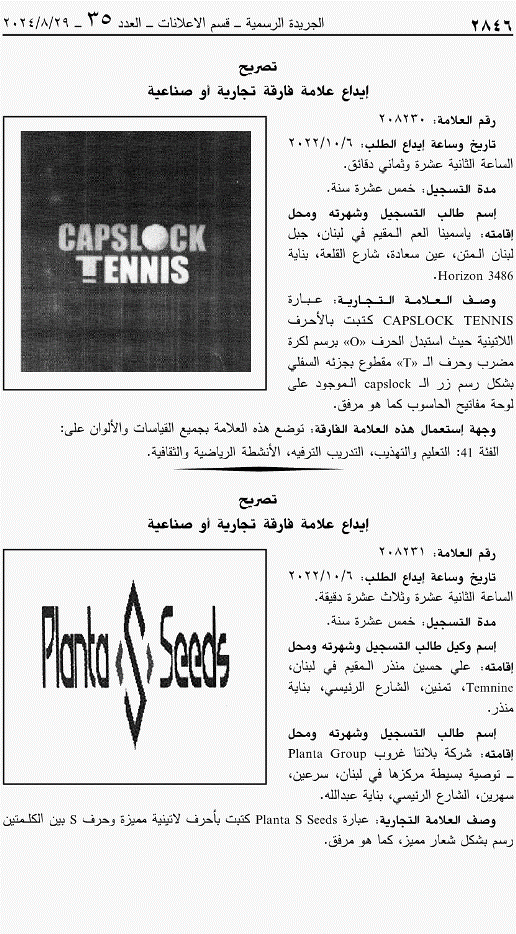 ٢٨٤٦
الجريدة الرسمية – قسم الاعلانات – العدد ٣٥ – ٢٠٢٤/٨/٢٩
تصريح
إيداع علامة فارقة تجارية أو صناعية
رقم العلامة: ٢٠٨٢٣٠
تاريخ وساعة إيداع الطلب: ٢٠٢٢/١٠/٦
الساعة الثانية عشرة وثماني دقائق.
مدة التسجيل: خمس عشرة سنة.
إسم طالب التسجيل وشهرته ومحل
إقامته: ياسمينا العم المقيم في لبنان، جبل
لبنان المتن، عين سعادة، شارع القلعة، بناية
Horizon 3486.
وصف العلامة التجارية: عبارة
CAPSLOCK TENNIS كتبت بالأحرف
اللاتينية حيث استبدل الحرف «O» برسم لكرة
مضرب وحرف الـ «T» مقطوع بجزئه السفلي
بشكل رسم زر الـ capslock الموجود على
لوحة مفاتيح الحاسوب كما هو مرفق.
CAPSLOCK
TENNIS
وجهة إستعمال هذه العلامة الفارقة: توضع هذه العلامة بجميع القياسات والألوان على:
الفئة 41: التعليم والتهذيب، التدريب الترفيه، الأنشطة الرياضية والثقافية.
تصريح
إيداع علامة فارقة تجارية أو صناعية
رقم العلامة: ٢٠٨٢٣١
تاريخ وساعة إيداع الطلب: ٢٠٢٢/١٠/٦
الساعة الثانية عشرة وثلاث عشرة دقيقة.
مدة التسجيل: خمس عشرة سنة.
إسم وكيل طالب التسجيل وشهرته ومحل
إقامته: علي حسين منذر المقيم في لبنان،
Temnine، تمنين، الشارع الرئيسي، بناية
منذر.
إسم طالب التسجيل وشهرته ومحل
إقامته: شركة بلانتا غروب Planta Group
– توصية بسيطة مركزها في لبنان، سرعين،
سهرين، الشارع الرئيسي، بناية عبدالله.
Planta S Seeds
وصف العلامة التجارية: عبارة Planta S Seeds كتبت بأحرف لاتينية مميزة وحرف S بين الكلمتين
رسم بشكل شعار مميز، كما هو مرفق.